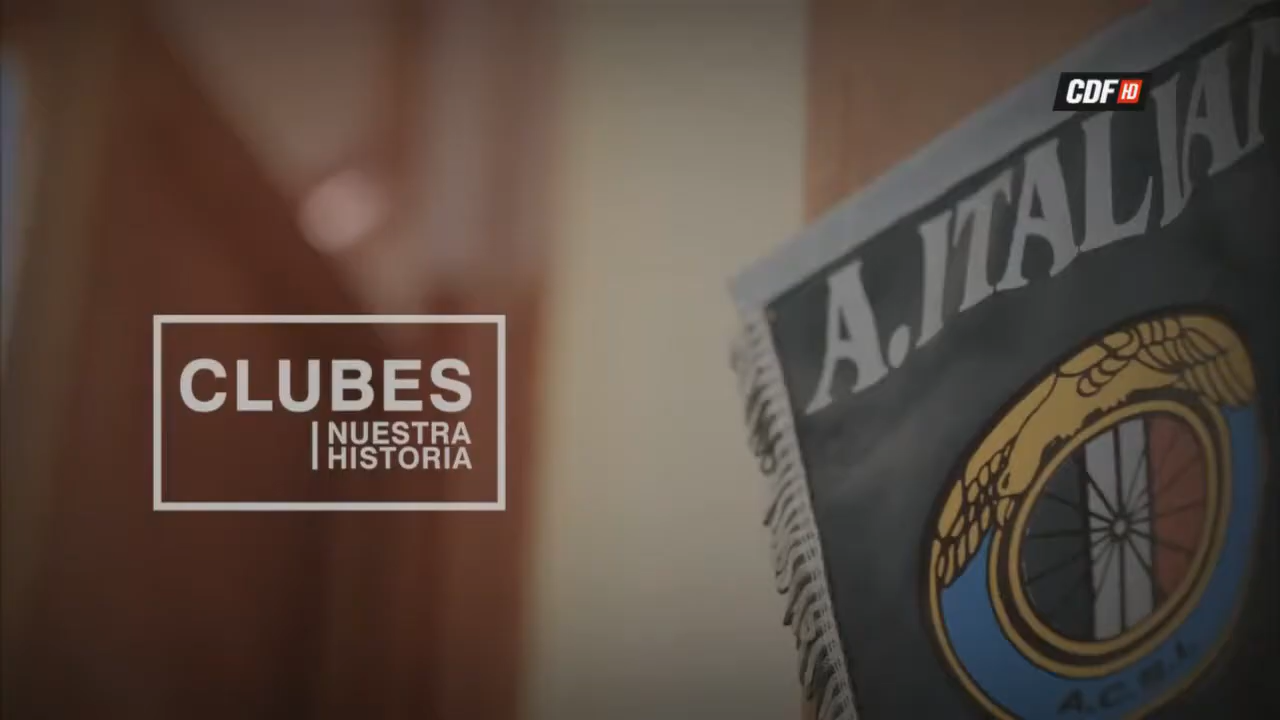 CDF HD
A.ITALIAN
CLUBES
NUESTRA
HISTORIA
A.C.S.I.